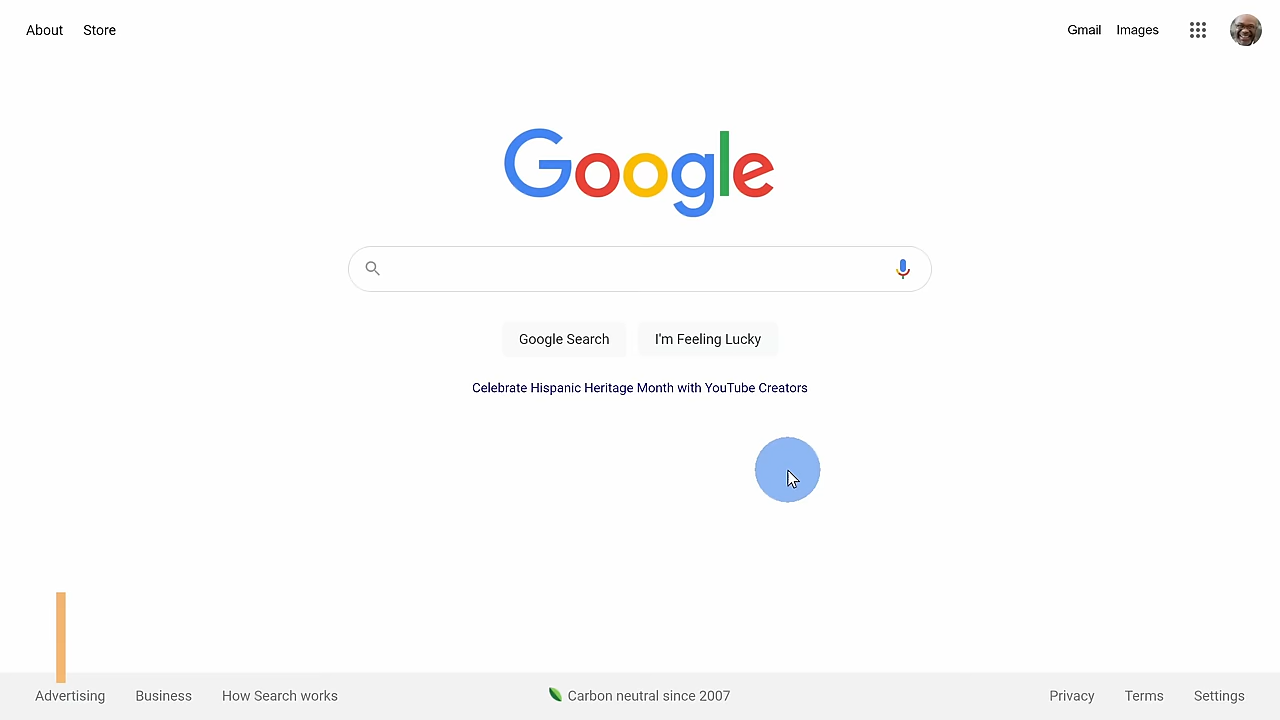 About Store Gmail Images
Google
Google Search I'm Feeling Lucky
Celebrate Hispanic Heritage Month with YouTube Creators
Advertising Business How Search works Carbon neutral since 2007 Privacy Terms Settings